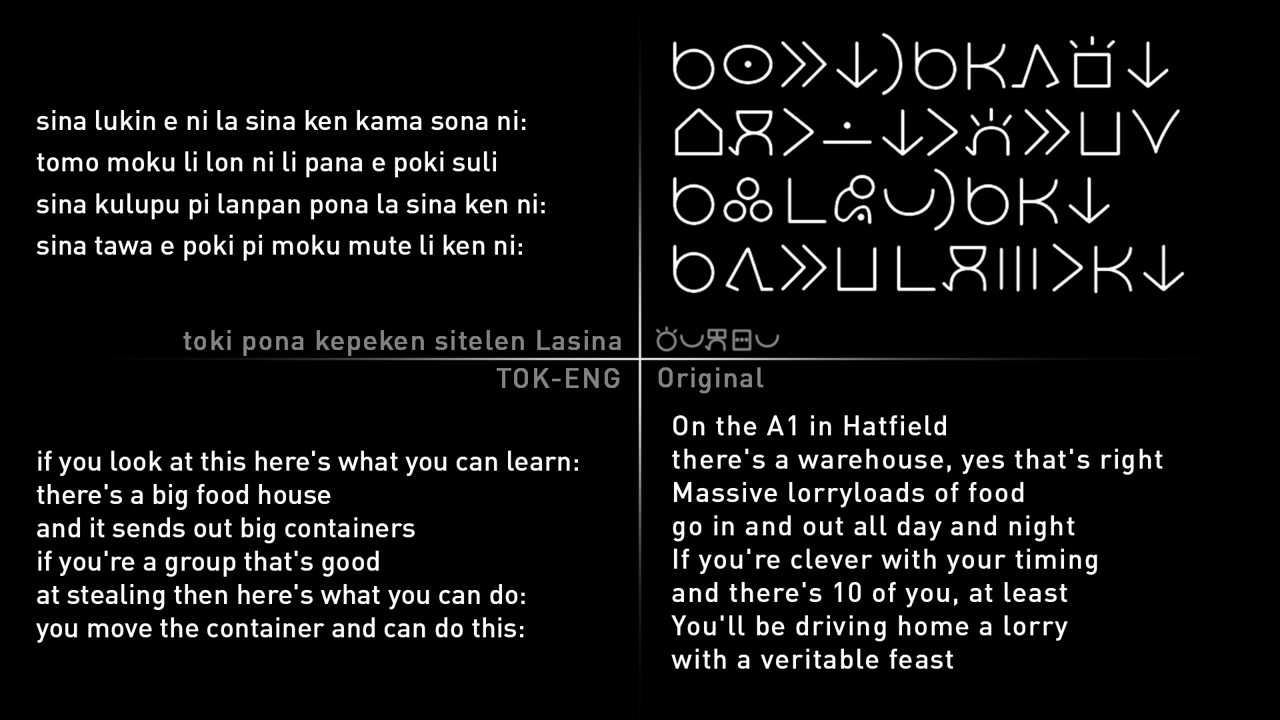 sina lukin e ni la sina ken kama sona ni:
tomo moku li lon ni li pana e poki suli
sina kulupu pi lanpan pona la sina ken ni:
sina tawa e poki pi moku mute li ken ni:
toki pona kepeken sitelen Lasina
TOK-ENG
Original
if you look at this here's what you can learn:
there's a big food house
and it sends out big containers
if you're a group that's good
at stealing then here's what you can do:
you move the container and can do this:
On the A1 in Hatfield
there's a warehouse, yes that's right
Massive lorryloads of food
go in and out all day and night
If you're clever with your timing
and there's 10 of you, at least
You'll be driving home a lorry
with a veritable feast